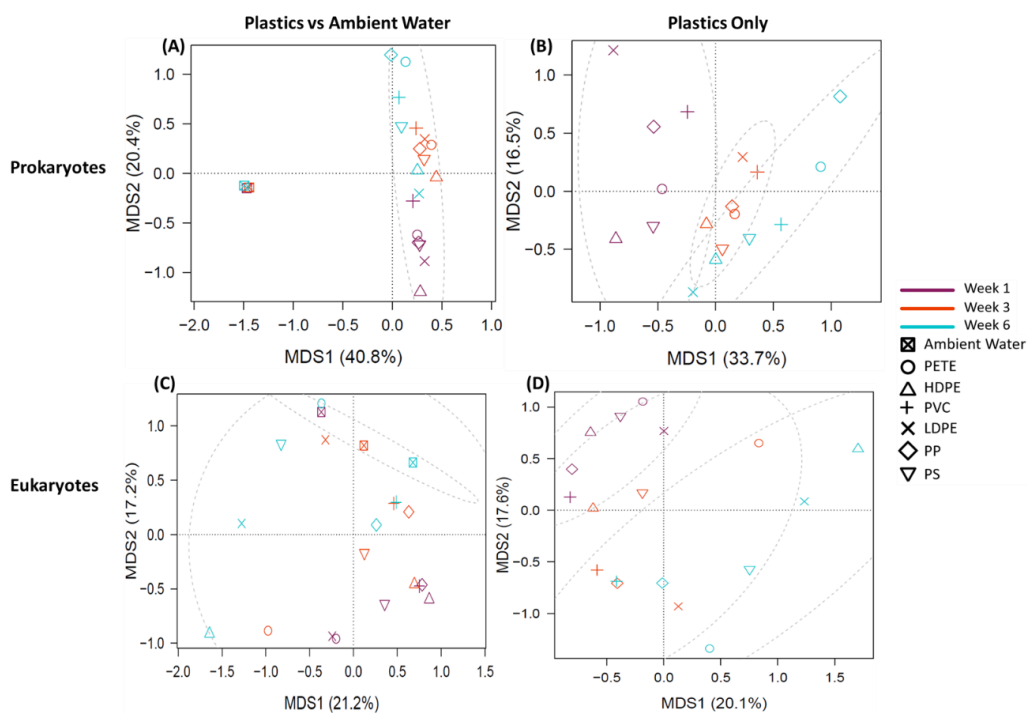 Plastics vs Ambient Water
Plastics Only
Prokaryotes
(A)
1.0
0.5
0.0
−0.5
−1.0
MDS2 (20.4%)
−2.0 −1.5 −1.0 −0.5 0.0 0.5 1.0
MDS1 (40.8%)
(B)
1.0
0.5
0.0
−0.5
MDS2 (16.5%)
−1.0 −0.5 0.0 0.5 1.0
MDS1 (33.7%)
Eukaryotes
(C)
1.0
0.5
0.0
−0.5
−1.0
MDS2 (17.2%)
−2.0 −1.5 −1.0 −0.5 0.0 0.5 1.0 1.5
MDS1 (21.2%)
(D)
1.0
0.5
0.0
−0.5
−1.0
MDS2 (17.6%)
−0.5 0.0 0.5 1.0 1.5
MDS1 (20.1%)
Week 1
Week 3
Week 6
Ambient Water
PETE
HDPE
PVC
LDPE
PP
PS